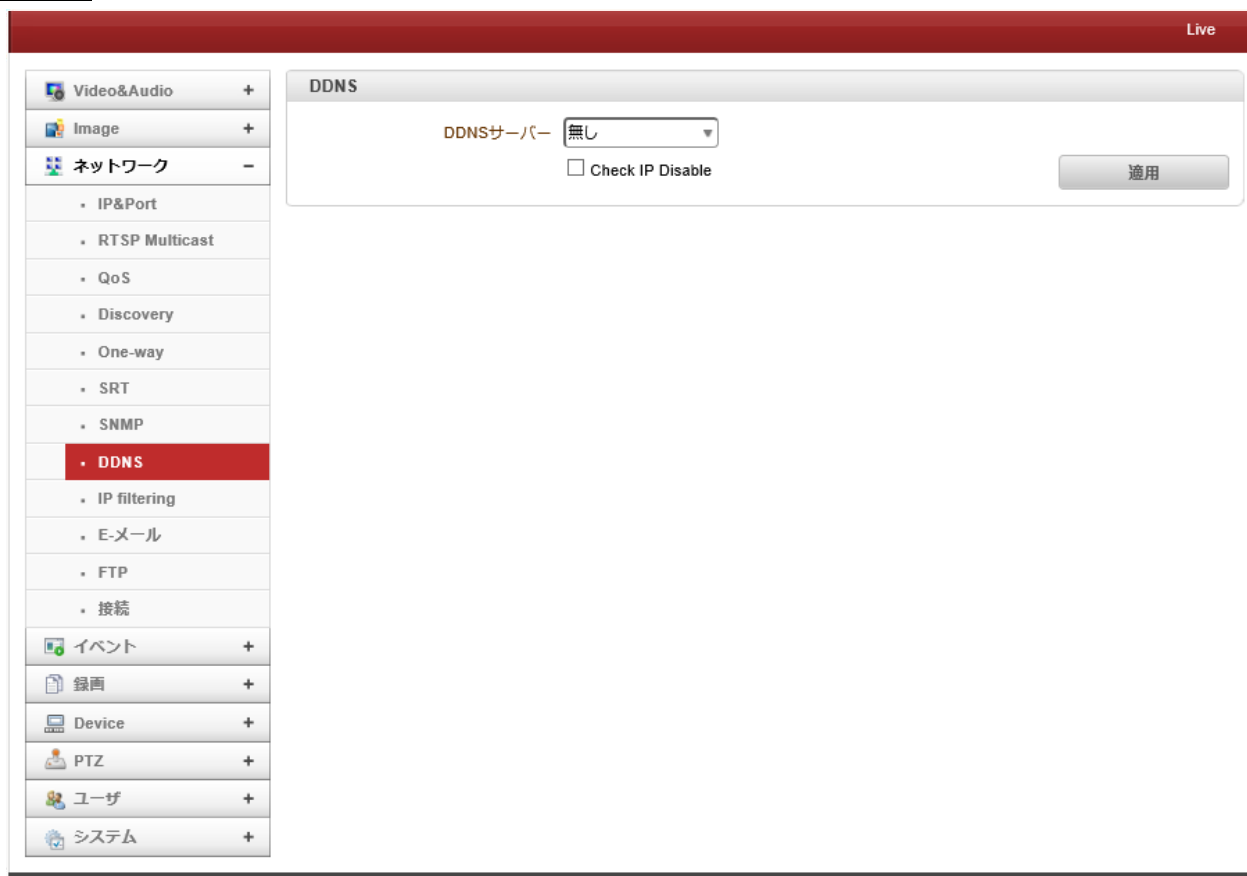 Live
Video&Audio +
Image +
ネットワーク -
IP&Port
RTSP Multicast
QoS
Discovery
One-way
SRT
SNMP
DDNS
IP filtering
E-メール
FTP
接続
イベント +
録画 +
Device +
PTZ +
ユーザ +
システム +
DDNS
DDNSサーバー 無し
Check IP Disable
適用